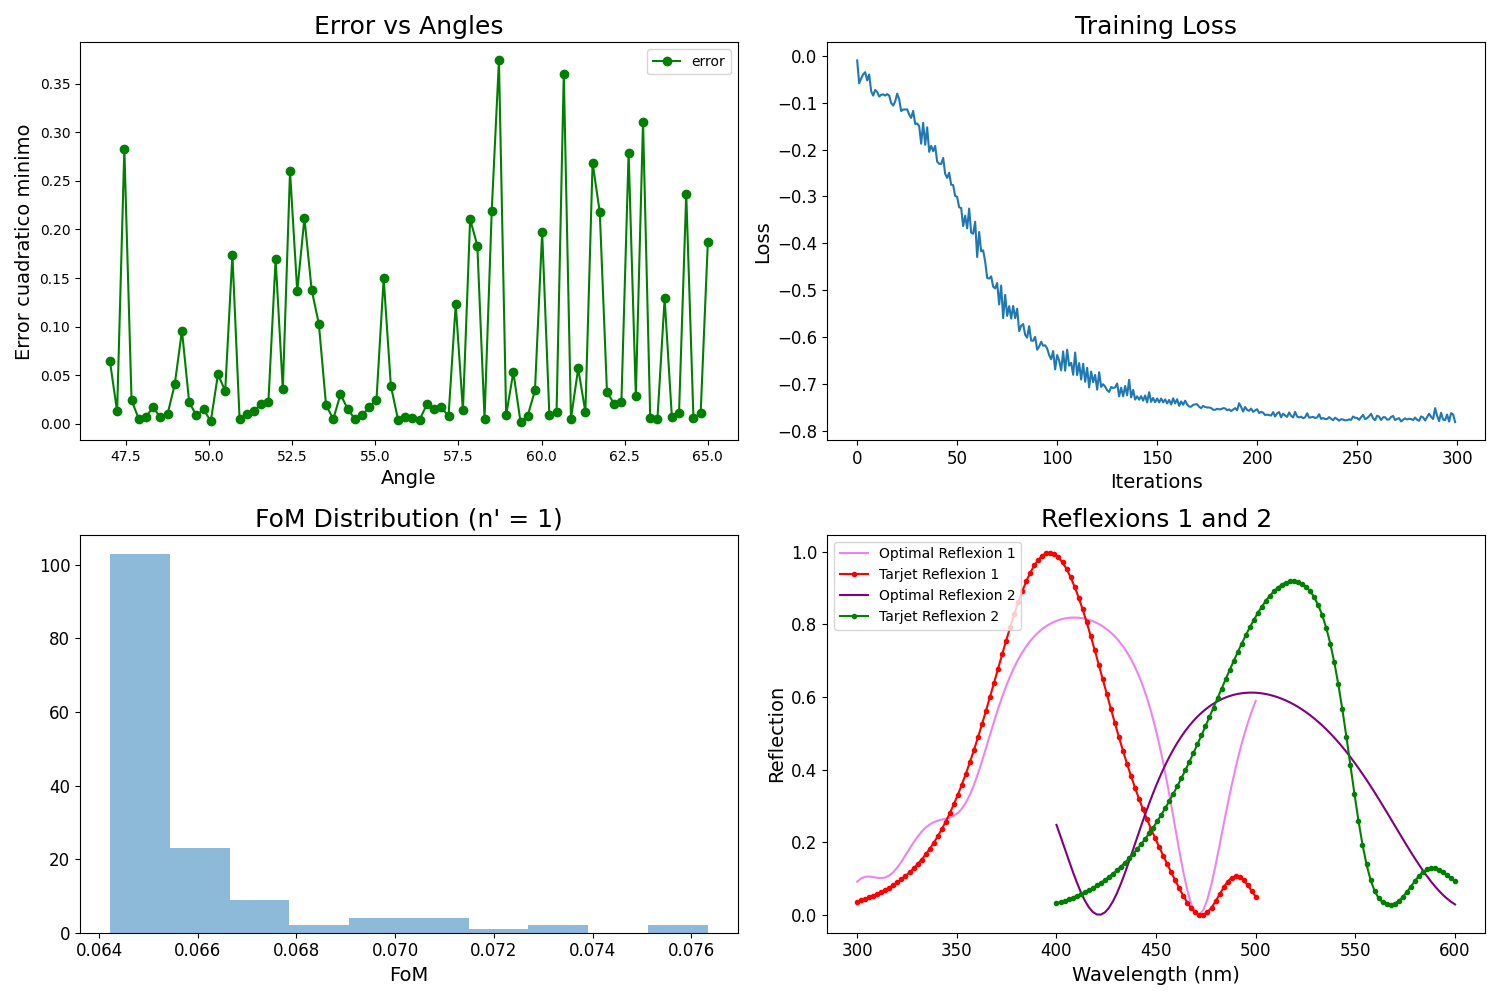 Error vs Angles
error
Error cuadratico minimo
0.35
0.30
0.25
0.20
0.15
0.10
0.05
0.00
47.5 50.0 52.5 55.0 57.5 60.0 62.5 65.0
Angle
Training Loss
Loss
0.0
−0.1
−0.2
−0.3
−0.4
−0.5
−0.6
−0.7
−0.8
0 50 100 150 200 250 300
Iterations
FoM Distribution (n' = 1)
100
80
60
40
20
0
0.064 0.066 0.068 0.070 0.072 0.074 0.076
FoM
Reflexions 1 and 2
Optimal Reflexion 1
Tarjet Reflexion 1
Optimal Reflexion 2
Tarjet Reflexion 2
Reflection
1.0
0.8
0.6
0.4
0.2
0.0
300 350 400 450 500 550 600
Wavelength (nm)